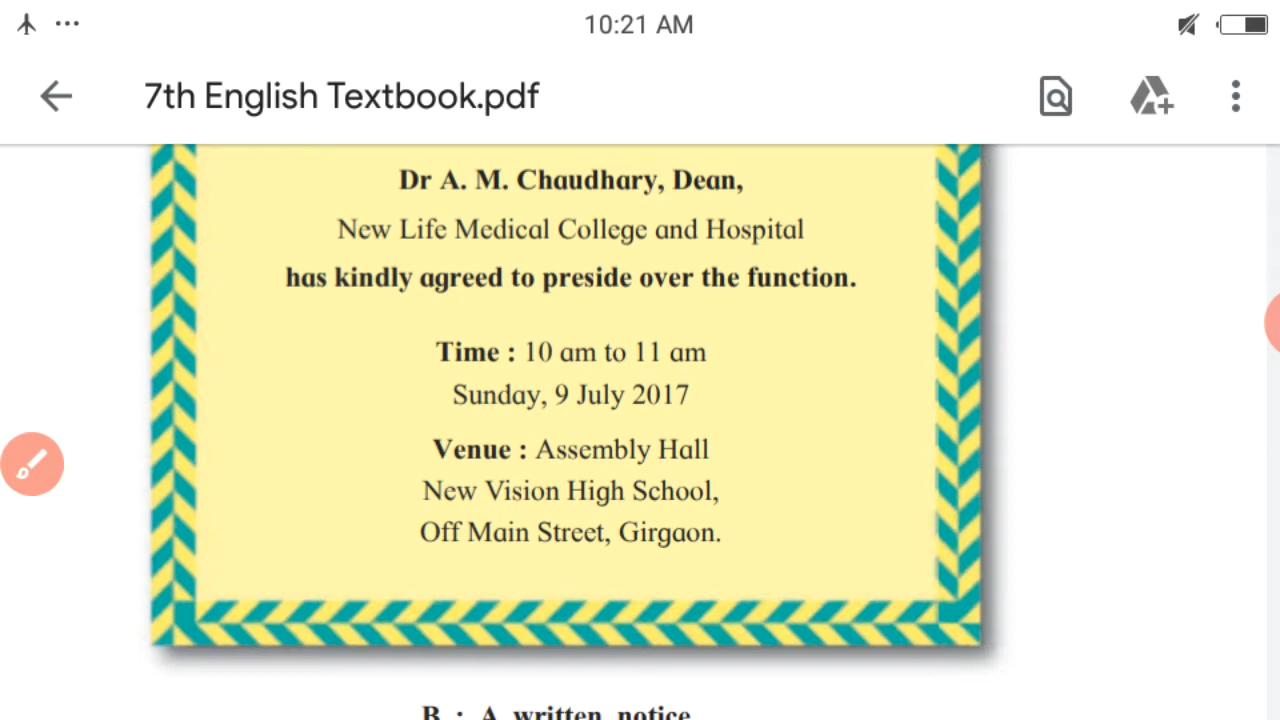 10:21 AM
7th English Textbook.pdf
Dr A. M. Chaudhary, Dean,
New Life Medical College and Hospital
has kindly agreed to preside over the function.
Time : 10 am to 11 am
Sunday, 9 July 2017
Venue : Assembly Hall
New Vision High School,
Off Main Street, Girgaon.
B : A written notice